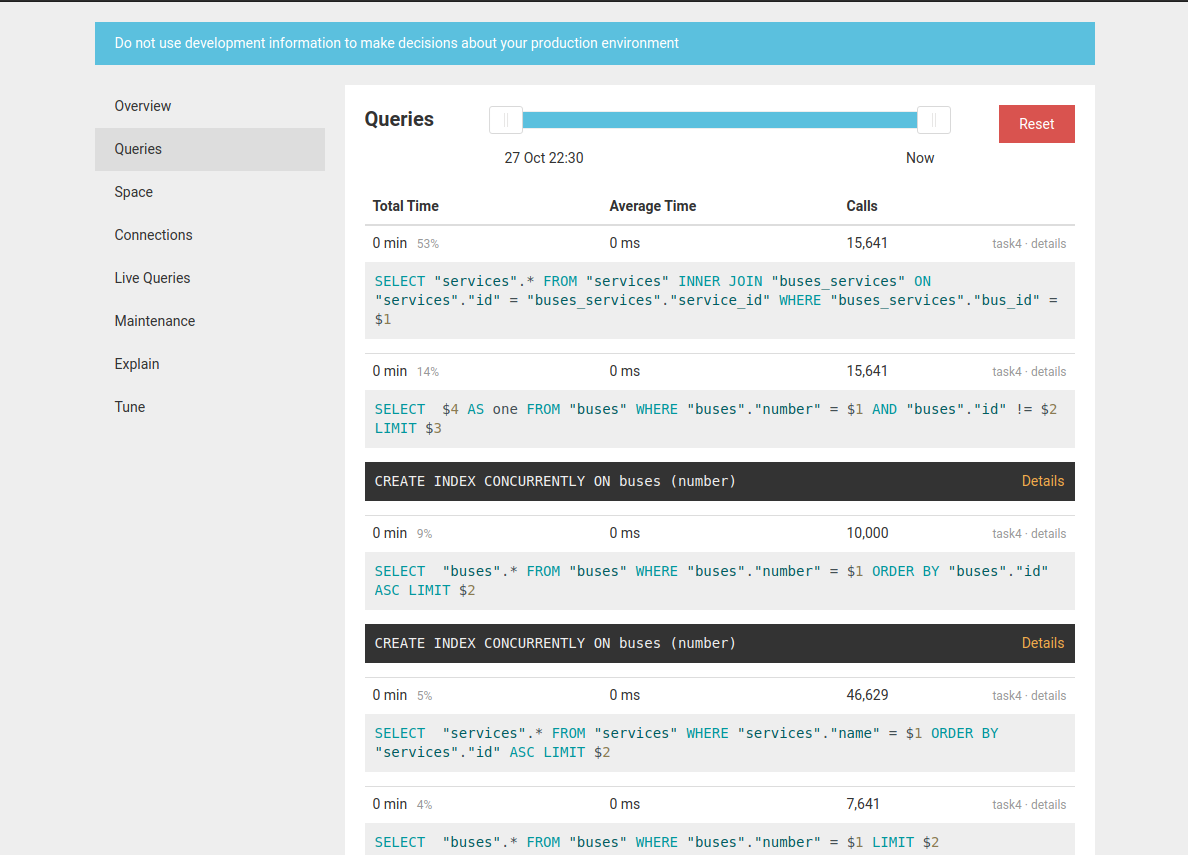 Do not use development information to make decisions about your production environment
Overview
Queries
Space
Connections
Live Queries
Maintenance
Explain
Tune
Queries
Reset
27 Oct 22:30
Now
Total Time Average Time Calls
0 min 53% 0 ms 15,641 task4 · details
SELECT "services".* FROM "services" INNER JOIN "buses_services" ON
"services"."id" = "buses_services"."service_id" WHERE "buses_services"."bus_id" =
$1
0 min 14% 0 ms 15,641 task4 · details
SELECT  $4 AS one FROM "buses" WHERE "buses"."number" = $1 AND "buses"."id" != $2
LIMIT $3
CREATE INDEX CONCURRENTLY ON buses (number) Details
0 min 9% 0 ms 10,000 task4 · details
SELECT  "buses".* FROM "buses" WHERE "buses"."number" = $1 ORDER BY "buses"."id"
ASC LIMIT $2
CREATE INDEX CONCURRENTLY ON buses (number) Details
0 min 5% 0 ms 46,629 task4 · details
SELECT  "services".* FROM "services" WHERE "services"."name" = $1 ORDER BY
"services"."id" ASC LIMIT $2
0 min 4% 0 ms 7,641 task4 · details
SELECT  "buses".* FROM "buses" WHERE "buses"."number" = $1 LIMIT $2